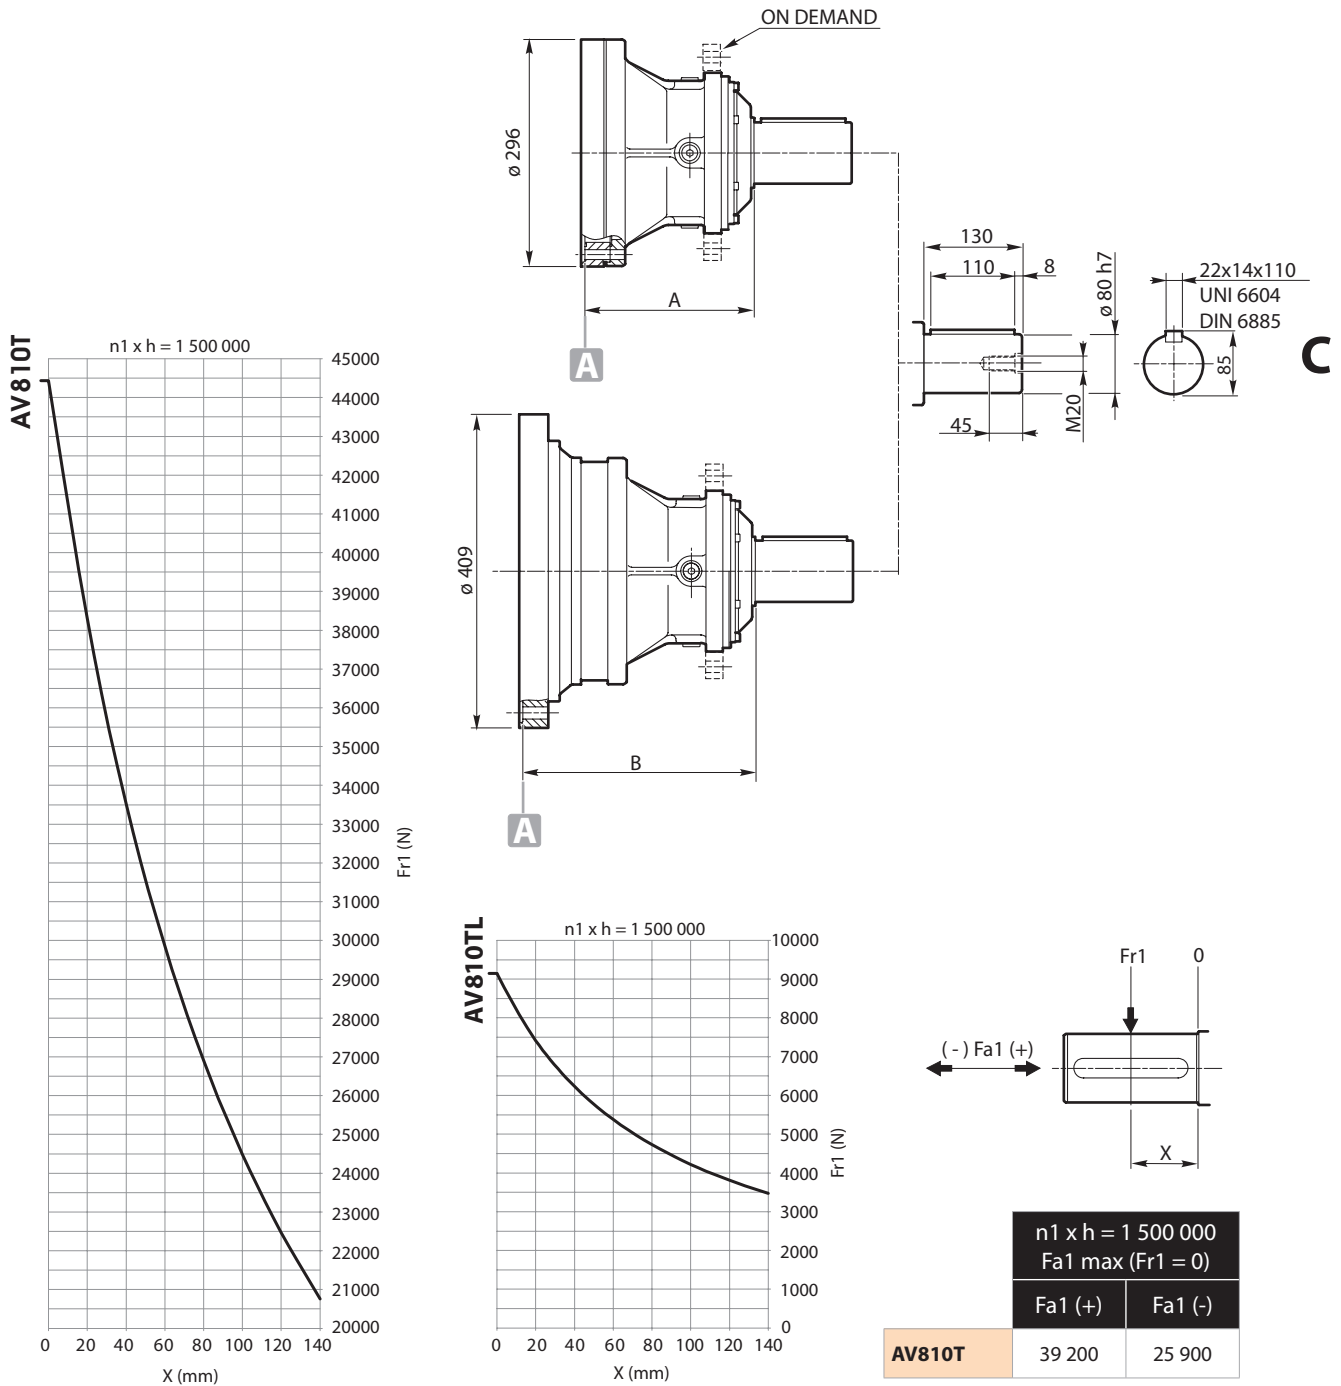 ON DEMAND
ø 296
A
A
130
110
8
ø 80 h7
22x14x110
UNI 6604
DIN 6885
85
45
M20
C
AV810T
n1 x h = 1 500 000
45000
44000
43000
42000
41000
40000
39000
38000
37000
36000
35000
34000
33000
32000
31000
30000
29000
28000
27000
26000
25000
24000
23000
22000
21000
20000
Fr1 (N)
0 20 40 60 80 100 120 140
X (mm)
ø 409
B
A
AV810TL
n1 x h = 1 500 000
10000
9000
8000
7000
6000
5000
4000
3000
2000
1000
0
Fr1 (N)
0 20 40 60 80 100 120 140
X (mm)
Fr1 0
( - ) Fa1 (+)
X
n1 x h = 1 500 000
Fa1 max (Fr1 = 0)
Fa1 (+) Fa1 (-)
AV810T 39 200 25 900